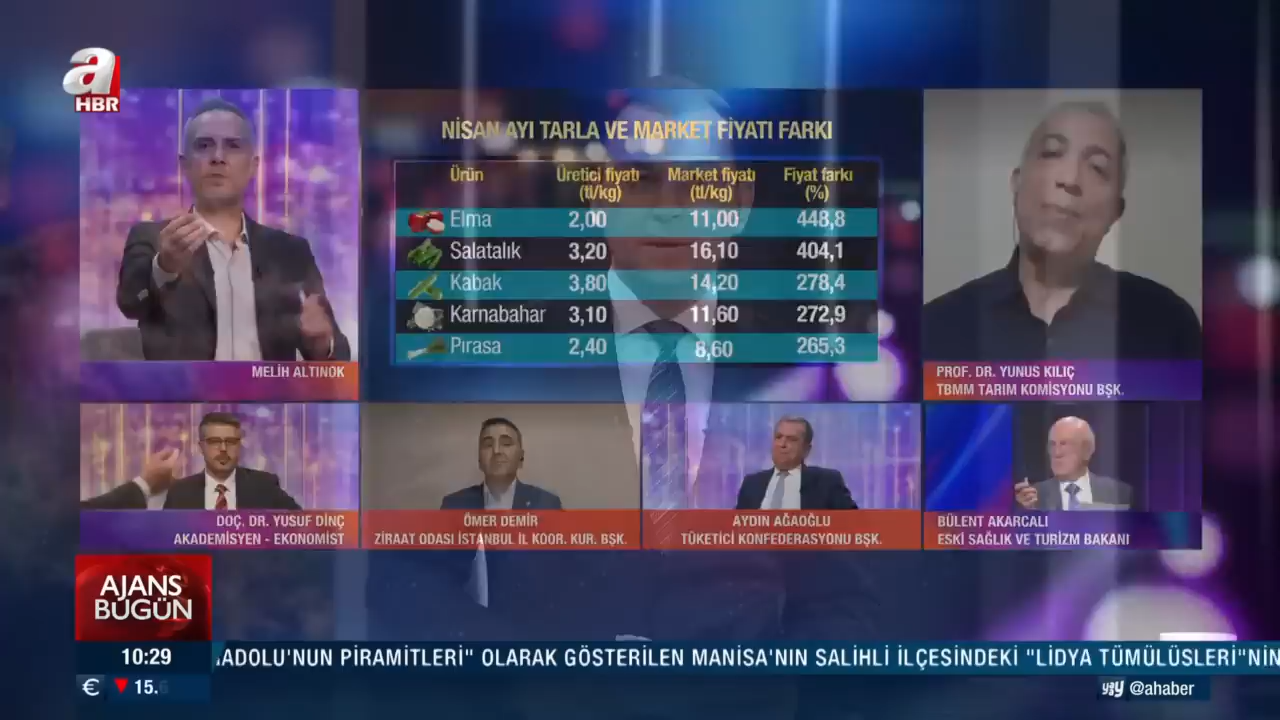 a
HBR
NİSAN AYI TARLA VE MARKET FİYATI FARKI
Ürün Üretici fiyatı (tl/kg) Market fiyatı (tl/kg) Fiyat farkı (%)
Elma 2,00 11,00 448,8
Salatalık 3,20 16,10 404,1
Kabak 3,80 14,20 278,4
Karnabahar 3,10 11,60 272,9
Pırasa 2,40 8,60 265,3
MELİH ALTINOK
PROF. DR. YUNUS KILIÇ
TBMM TARIM KOMİSYONU BŞK.
DOÇ. DR. YUSUF DİNÇ
AKADEMİSYEN - EKONOMİST
ÖMER DEMİR
ZİRAAT ODASI İSTANBUL İL KOOR. KUR. BŞK.
AYDIN AĞAOĞLU
TÜKETİCİ KONFEDERASYONU BŞK.
BÜLENT AKARCALI
ESKİ SAĞLIK VE TURİZM BAKANI
AJANS
BUGÜN
10:29 ADOLU'NUN PİRAMİTLERİ" OLARAK GÖSTERİLEN MANİSA'NIN SALİHLİ İLÇESİNDEKİ "LİDYA TÜMÜLÜSLERİ"NİN
€ 15.
@ahaber